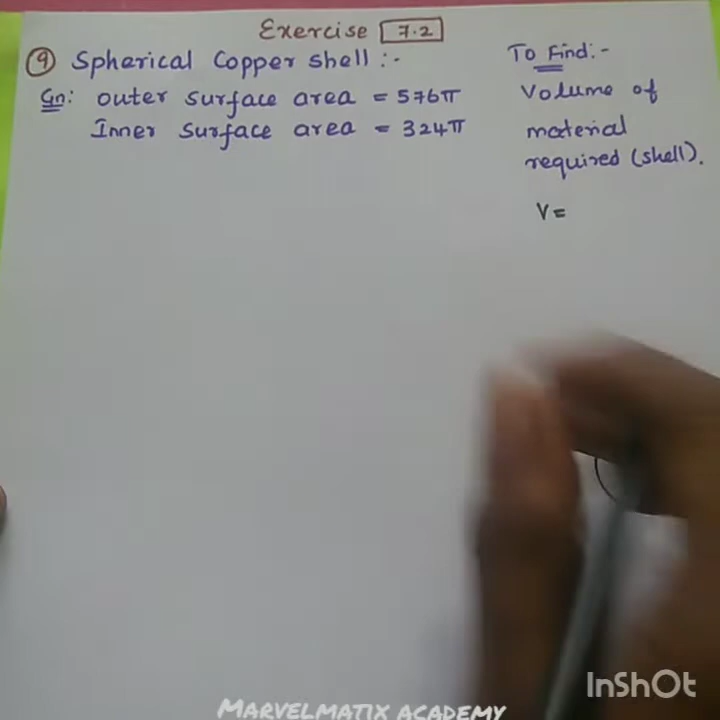 Exercise 7.2
9 Spherical Copper shell :-
Gn: outer surface area = 576π
Inner surface area = 324π
To Find:-
Volume of
material
required (shell).
V =
InShOt
MARVELMATIX ACADEMY